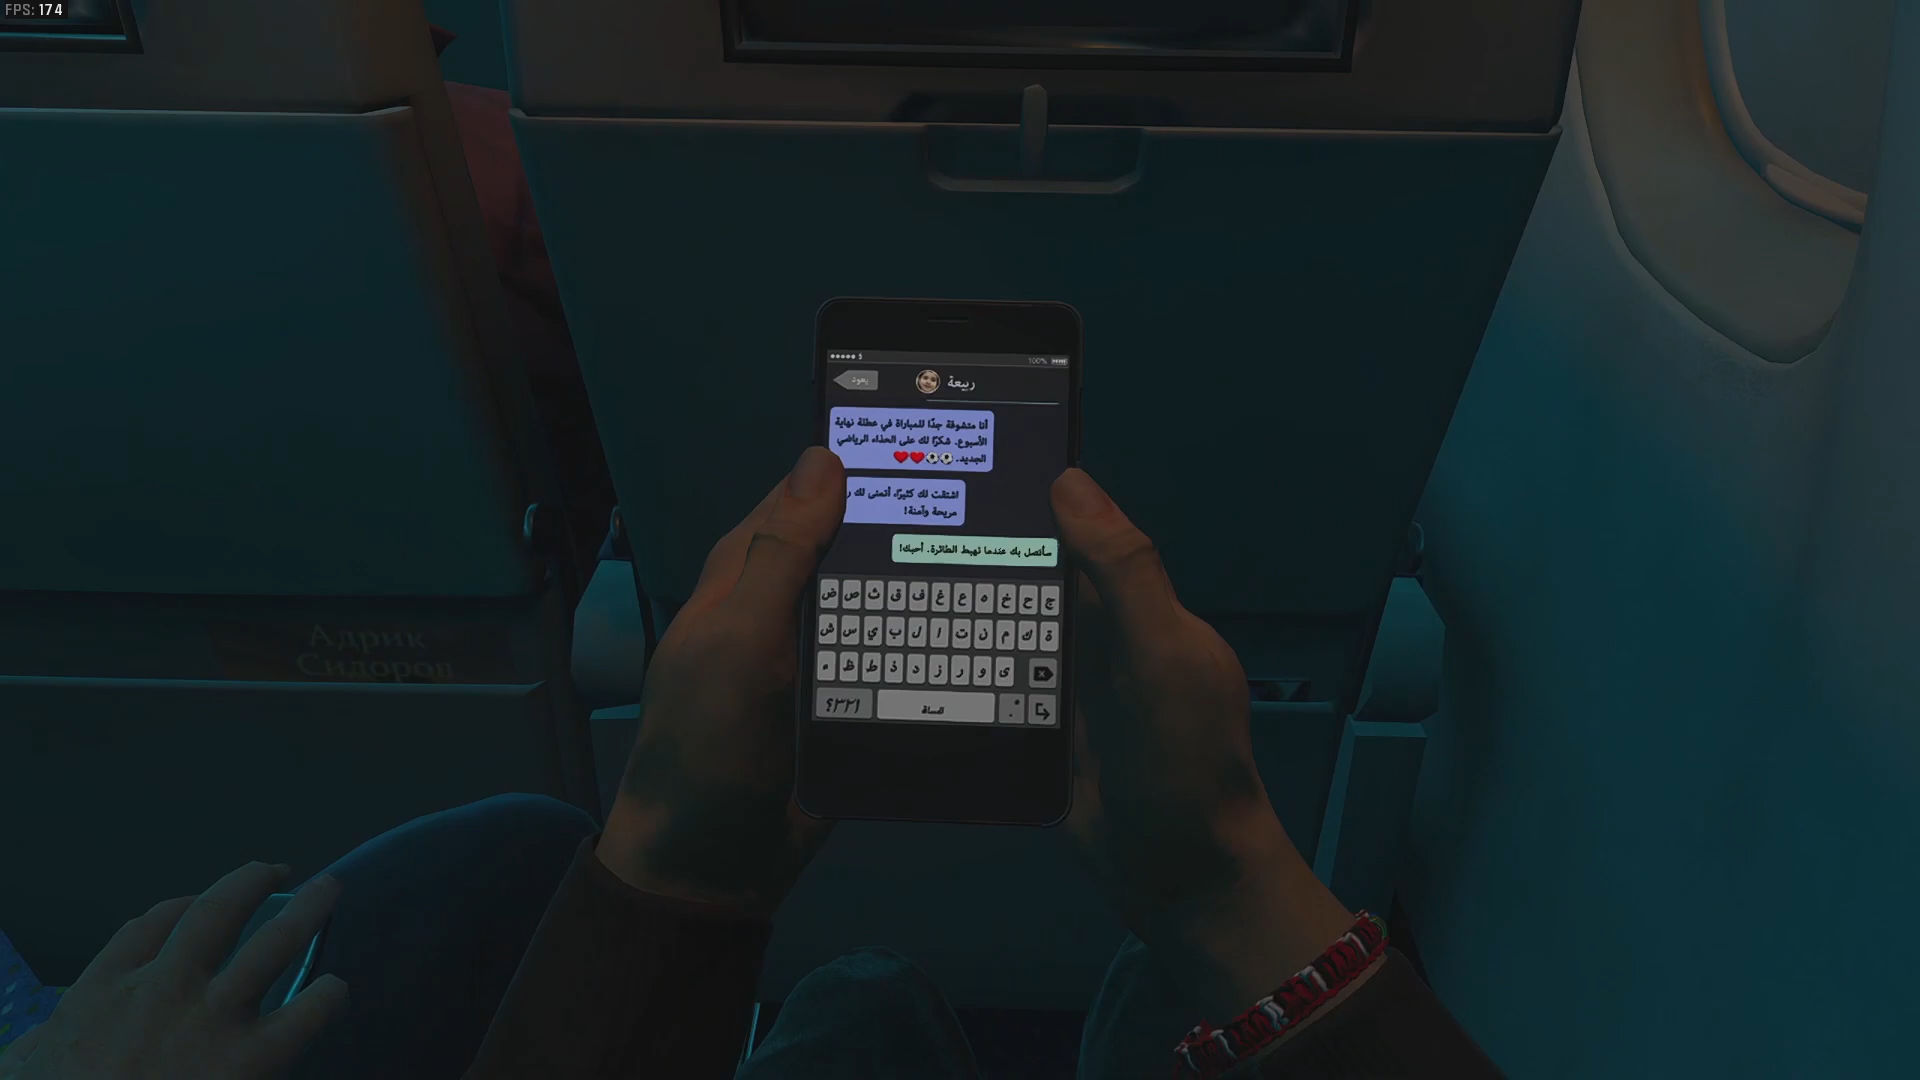 FPS: 174
100%
يعود
ربيعة
أنا متشوقة جدًا للمباراة في عطلة نهاية
الأسبوع. شكرًا لك على الحذاء الرياضي
الجديد. ⚽⚽❤❤
اشتقت لك كثيرًا، أتمنى لك ر
مريحة وآمنة!
سأتصل بك عندما تهبط الطائرة. أحبك!
ض ص ث ق ف غ ع ه خ ح ج
ش س ي ب ل ا ت ن م ك ة
ء ظ ط ذ د ز ر و ى
؟٣٢١
Адрик
Сидоров